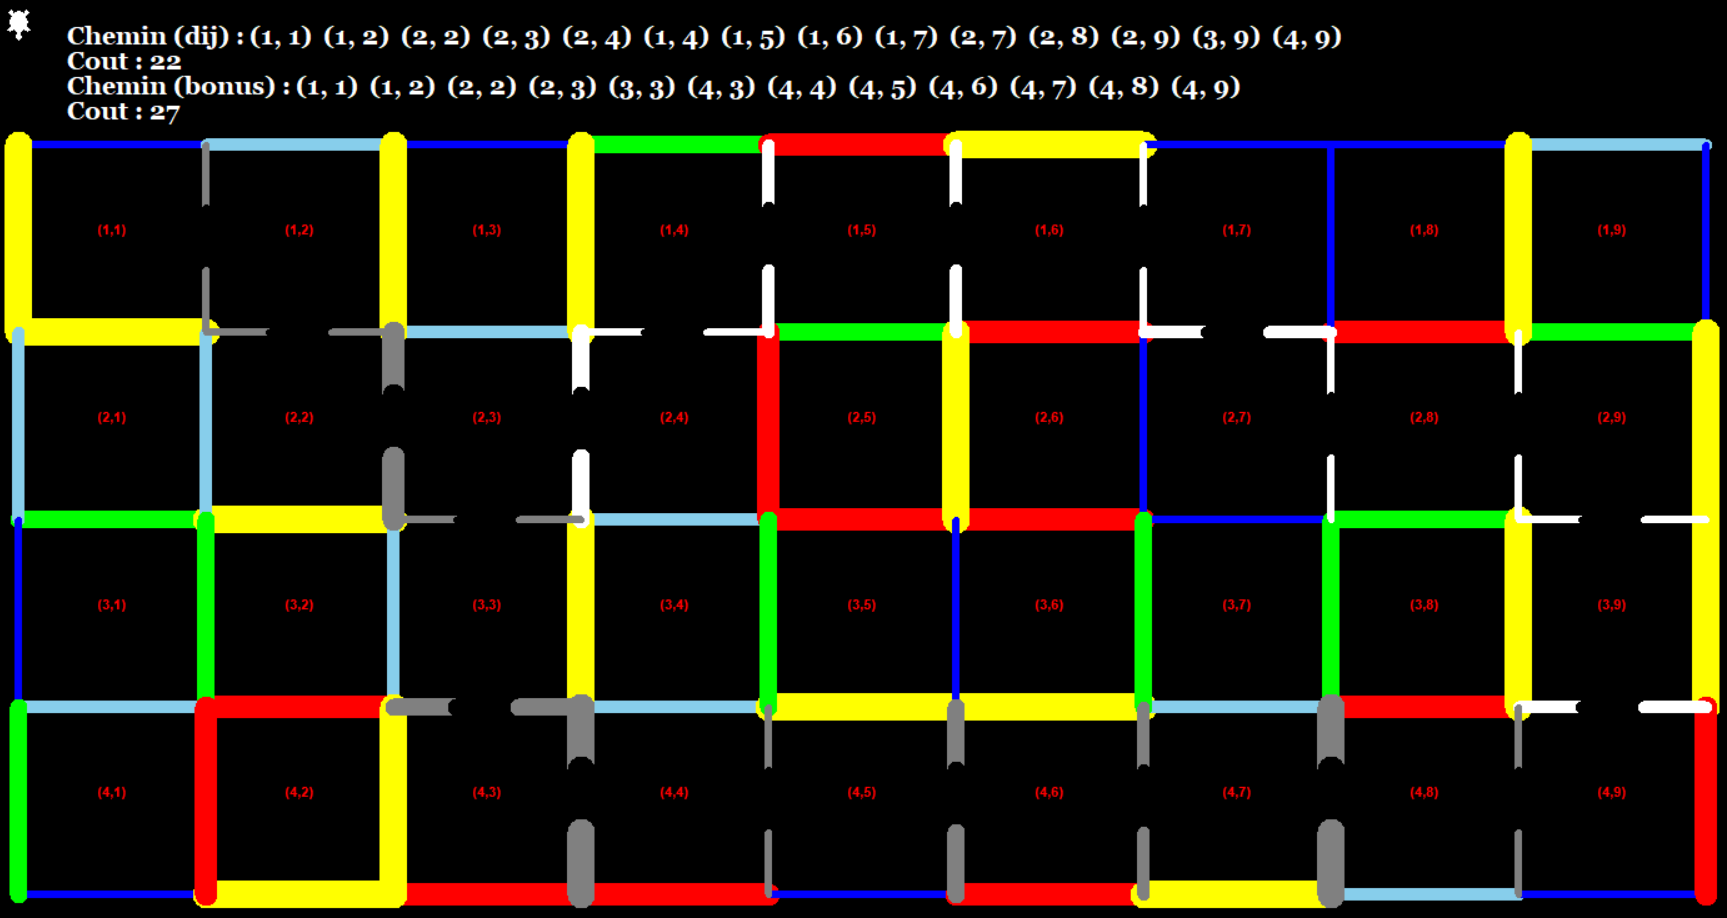 Chemin (dij) : (1, 1) (1, 2) (2, 2) (2, 3) (2, 4) (1, 4) (1, 5) (1, 6) (1, 7) (2, 7) (2, 8) (2, 9) (3, 9) (4, 9)
Cout : 22
Chemin (bonus) : (1, 1) (1, 2) (2, 2) (2, 3) (3, 3) (4, 3) (4, 4) (4, 5) (4, 6) (4, 7) (4, 8) (4, 9)
Cout : 27
(1,1) (1,2) (1,3) (1,4) (1,5) (1,6) (1,7) (1,8) (1,9)
(2,1) (2,2) (2,3) (2,4) (2,5) (2,6) (2,7) (2,8) (2,9)
(3,1) (3,2) (3,3) (3,4) (3,5) (3,6) (3,7) (3,8) (3,9)
(4,1) (4,2) (4,3) (4,4) (4,5) (4,6) (4,7) (4,8) (4,9)